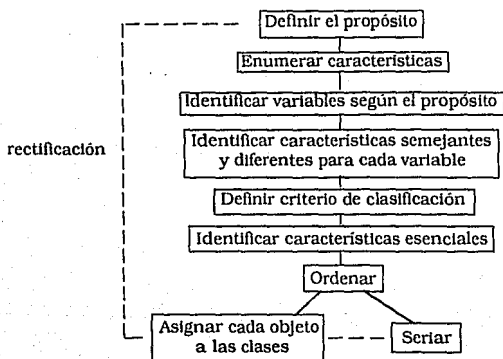 Definir el propósito
Enumerar características
Identificar variables según el propósito
rectificación
Identificar características semejantes
y diferentes para cada variable
Definir criterio de clasificación
Identificar características esenciales
Ordenar
Asignar cada objeto
a las clases
Seriar